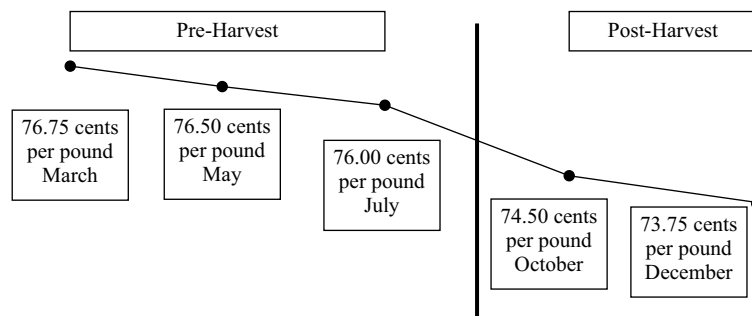 Pre-Harvest
Post-Harvest
76.75 cents
per pound
March
76.50 cents
per pound
May
76.00 cents
per pound
July
74.50 cents
per pound
October
73.75 cents
per pound
December